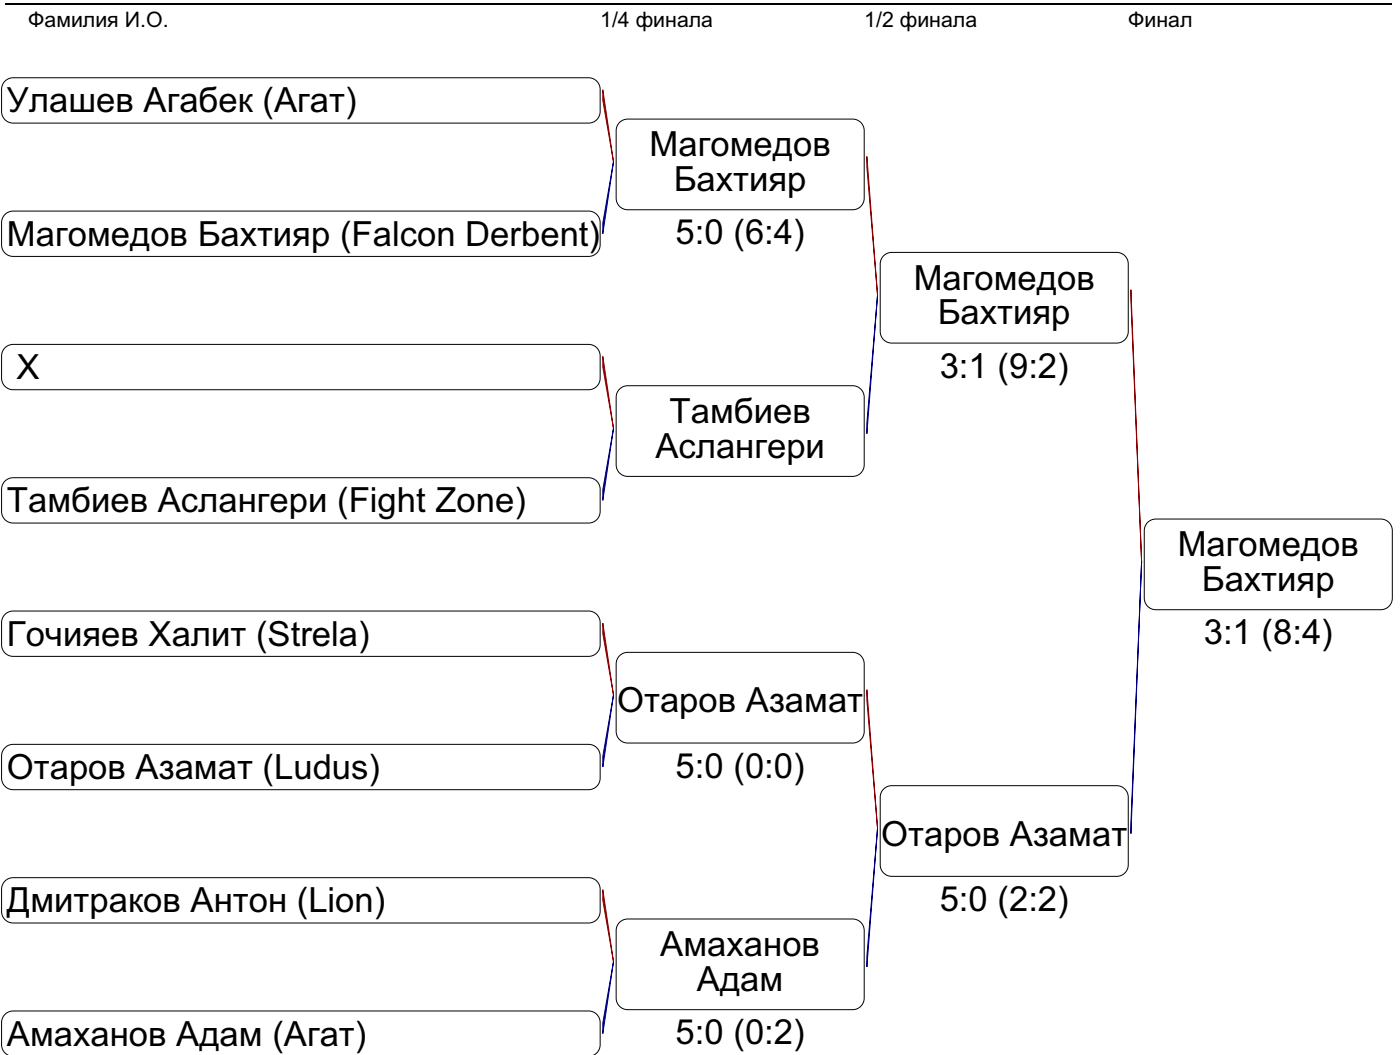 Фамилия И.О.
1/4 финала
1/2 финала
Финал
Улашев Агабек (Агат)
Магомедов
Бахтияр
5:0 (6:4)
Магомедов Бахтияр (Falcon Derbent)
Магомедов
Бахтияр
3:1 (9:2)
X
Тамбиев
Аслангери
Тамбиев Аслангери (Fight Zone)
Магомедов
Бахтияр
3:1 (8:4)
Гочияев Халит (Strela)
Отаров Азамат
5:0 (0:0)
Отаров Азамат (Ludus)
Отаров Азамат
5:0 (2:2)
Дмитраков Антон (Lion)
Амаханов
Адам
5:0 (0:2)
Амаханов Адам (Агат)